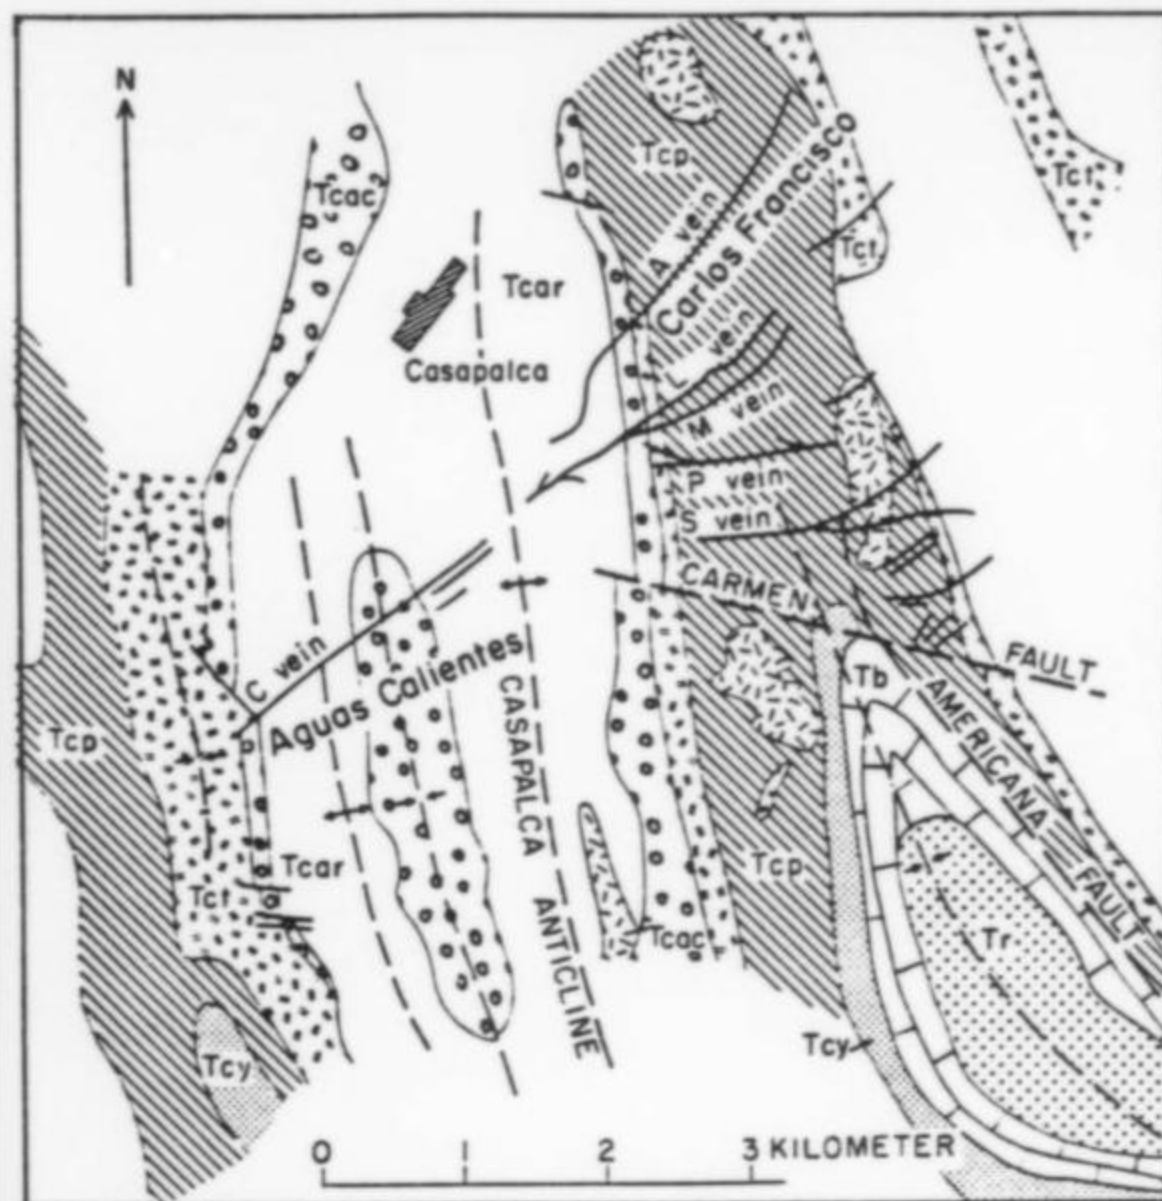 N
Tcac
Tcp
Tct
Tct
A vein
Carlos Francisco
Tcar
Casapalca
L vein
M vein
P vein
S vein
CARMEN FAULT
C vein
Aguas Calientes
Tb
AMERICANA FAULT
Tcp
CASAPALCA ANTICLINE
Tcar
Tct
Tcp
Tcac
Tr
Tcy
Tcy
0 1 2 3 KILOMETER